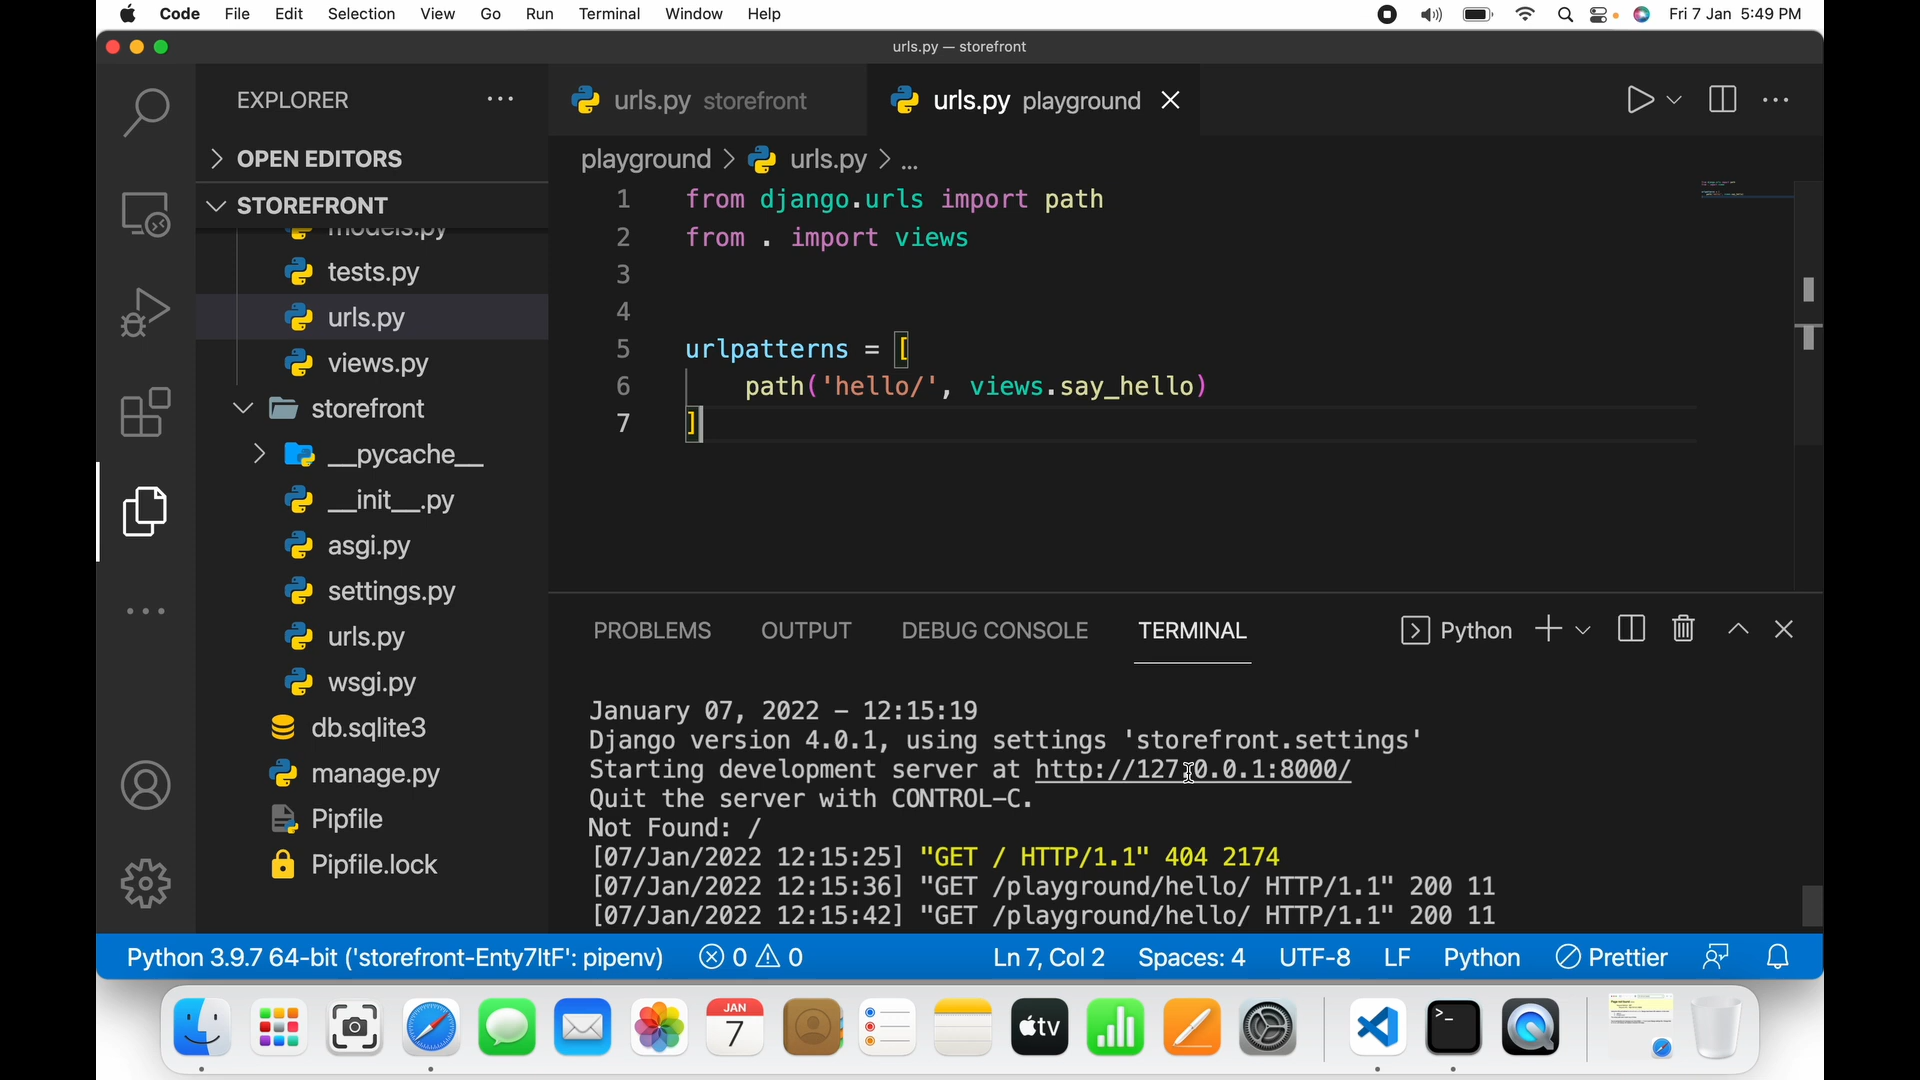 Code File Edit Selection View Go Run Terminal Window Help Fri 7 Jan 5:49 PM
urls.py — storefront
EXPLORER
OPEN EDITORS
STOREFRONT
models.py
tests.py
urls.py
views.py
storefront
__pycache__
__init__.py
asgi.py
settings.py
urls.py
wsgi.py
db.sqlite3
manage.py
Pipfile
Pipfile.lock
urls.py storefront
urls.py playground
playground > urls.py > ...
1 from django.urls import path
2 from . import views
3
4
5 urlpatterns = [
6 path('hello/', views.say_hello)
7 ]
PROBLEMS OUTPUT DEBUG CONSOLE TERMINAL Python
January 07, 2022 – 12:15:19
Django version 4.0.1, using settings 'storefront.settings'
Starting development server at http://127.0.0.1:8000/
Quit the server with CONTROL-C.
Not Found: /
[07/Jan/2022 12:15:25] "GET / HTTP/1.1" 404 2174
[07/Jan/2022 12:15:36] "GET /playground/hello/ HTTP/1.1" 200 11
[07/Jan/2022 12:15:42] "GET /playground/hello/ HTTP/1.1" 200 11
Python 3.9.7 64-bit ('storefront-Enty7ltF': pipenv) 0 0 Ln 7, Col 2 Spaces: 4 UTF-8 LF Python Prettier
JAN
7
tv